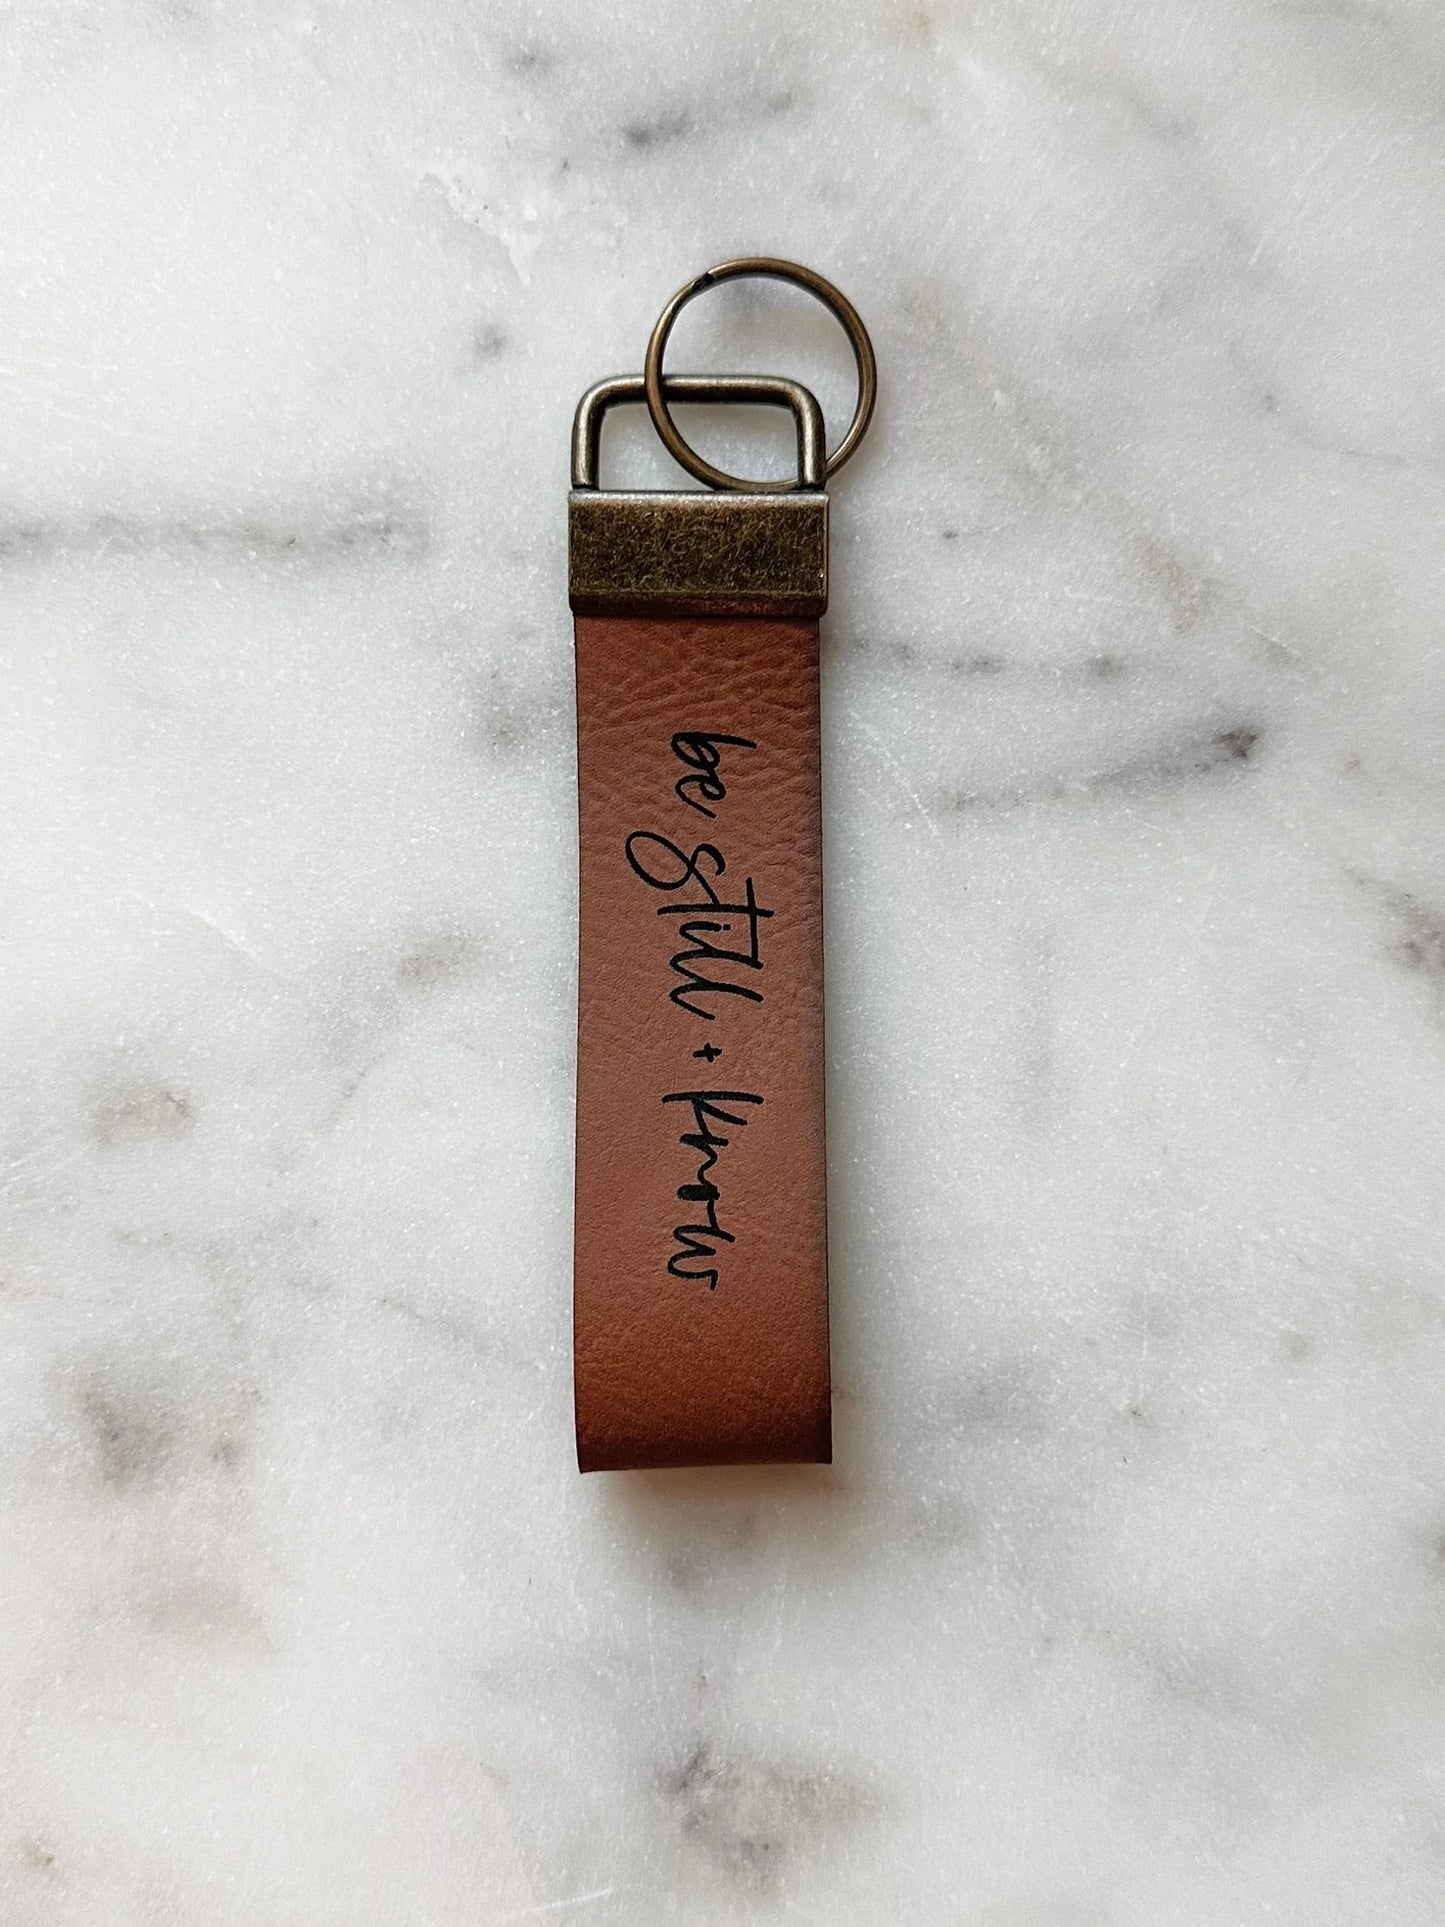 be still + know